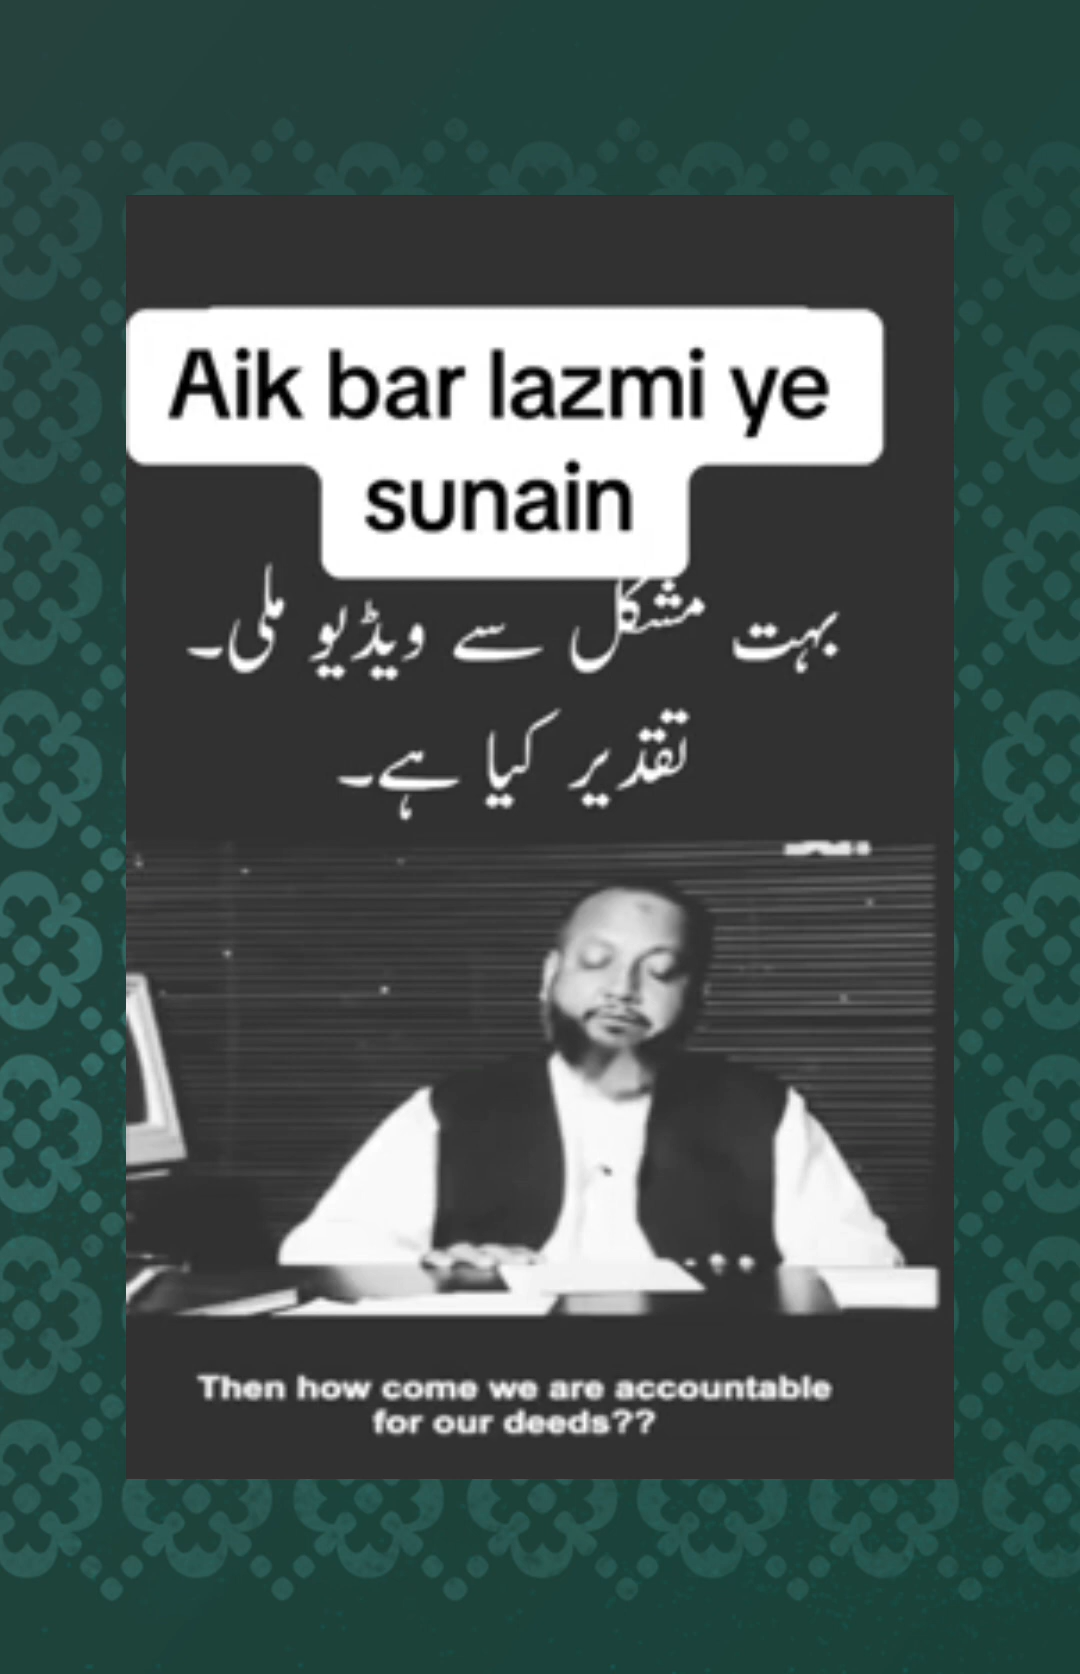 Aik bar lazmi ye
sunain
بہت مشکل سے ویڈیو ملی۔
تقدیر کیا ہے۔
Then how come we are accountable
for our deeds??